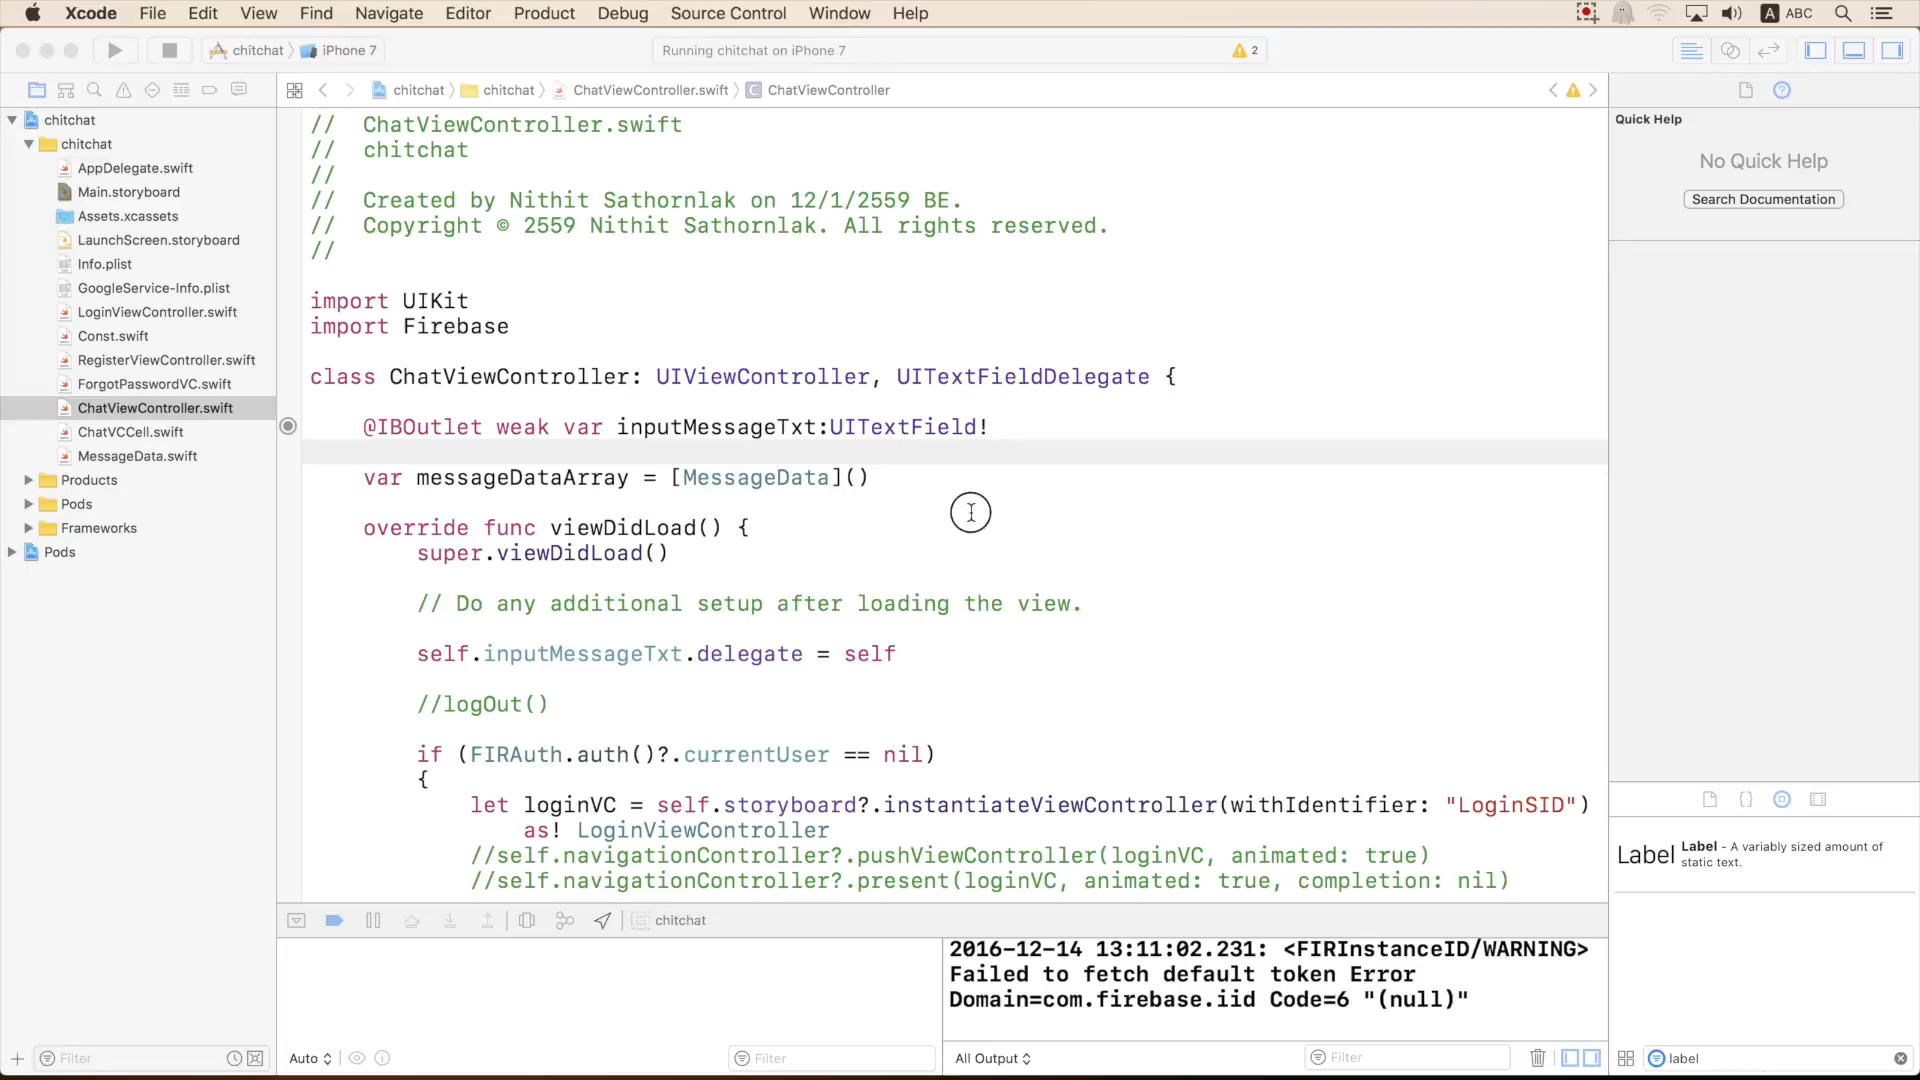 Xcode File Edit View Find Navigate Editor Product Debug Source Control Window Help A ABC
chitchat iPhone 7 Running chitchat on iPhone 7 2
chitchat chitchat ChatViewController.swift C ChatViewController
chitchat
chitchat
AppDelegate.swift
Main.storyboard
Assets.xcassets
LaunchScreen.storyboard
Info.plist
GoogleService-Info.plist
LoginViewController.swift
Const.swift
RegisterViewController.swift
ForgotPasswordVC.swift
ChatViewController.swift
ChatVCCell.swift
MessageData.swift
Products
Pods
Frameworks
Pods
// ChatViewController.swift
// chitchat
//
// Created by Nithit Sathornlak on 12/1/2559 BE.
// Copyright © 2559 Nithit Sathornlak. All rights reserved.
//
import UIKit
import Firebase
class ChatViewController: UIViewController, UITextFieldDelegate {
@IBOutlet weak var inputMessageTxt:UITextField!
var messageDataArray = [MessageData]()
override func viewDidLoad() {
super.viewDidLoad()
// Do any additional setup after loading the view.
self.inputMessageTxt.delegate = self
//logOut()
if (FIRAuth.auth()?.currentUser == nil)
{
let loginVC = self.storyboard?.instantiateViewController(withIdentifier: "LoginSID")
as! LoginViewController
//self.navigationController?.pushViewController(loginVC, animated: true)
//self.navigationController?.present(loginVC, animated: true, completion: nil)
chitchat
2016-12-14 13:11:02.231: <FIRInstanceID/WARNING>
Failed to fetch default token Error
Domain=com.firebase.iid Code=6 "(null)"
Quick Help
No Quick Help
Search Documentation
Label Label - A variably sized amount of
static text.
Filter Auto Filter All Output Filter label